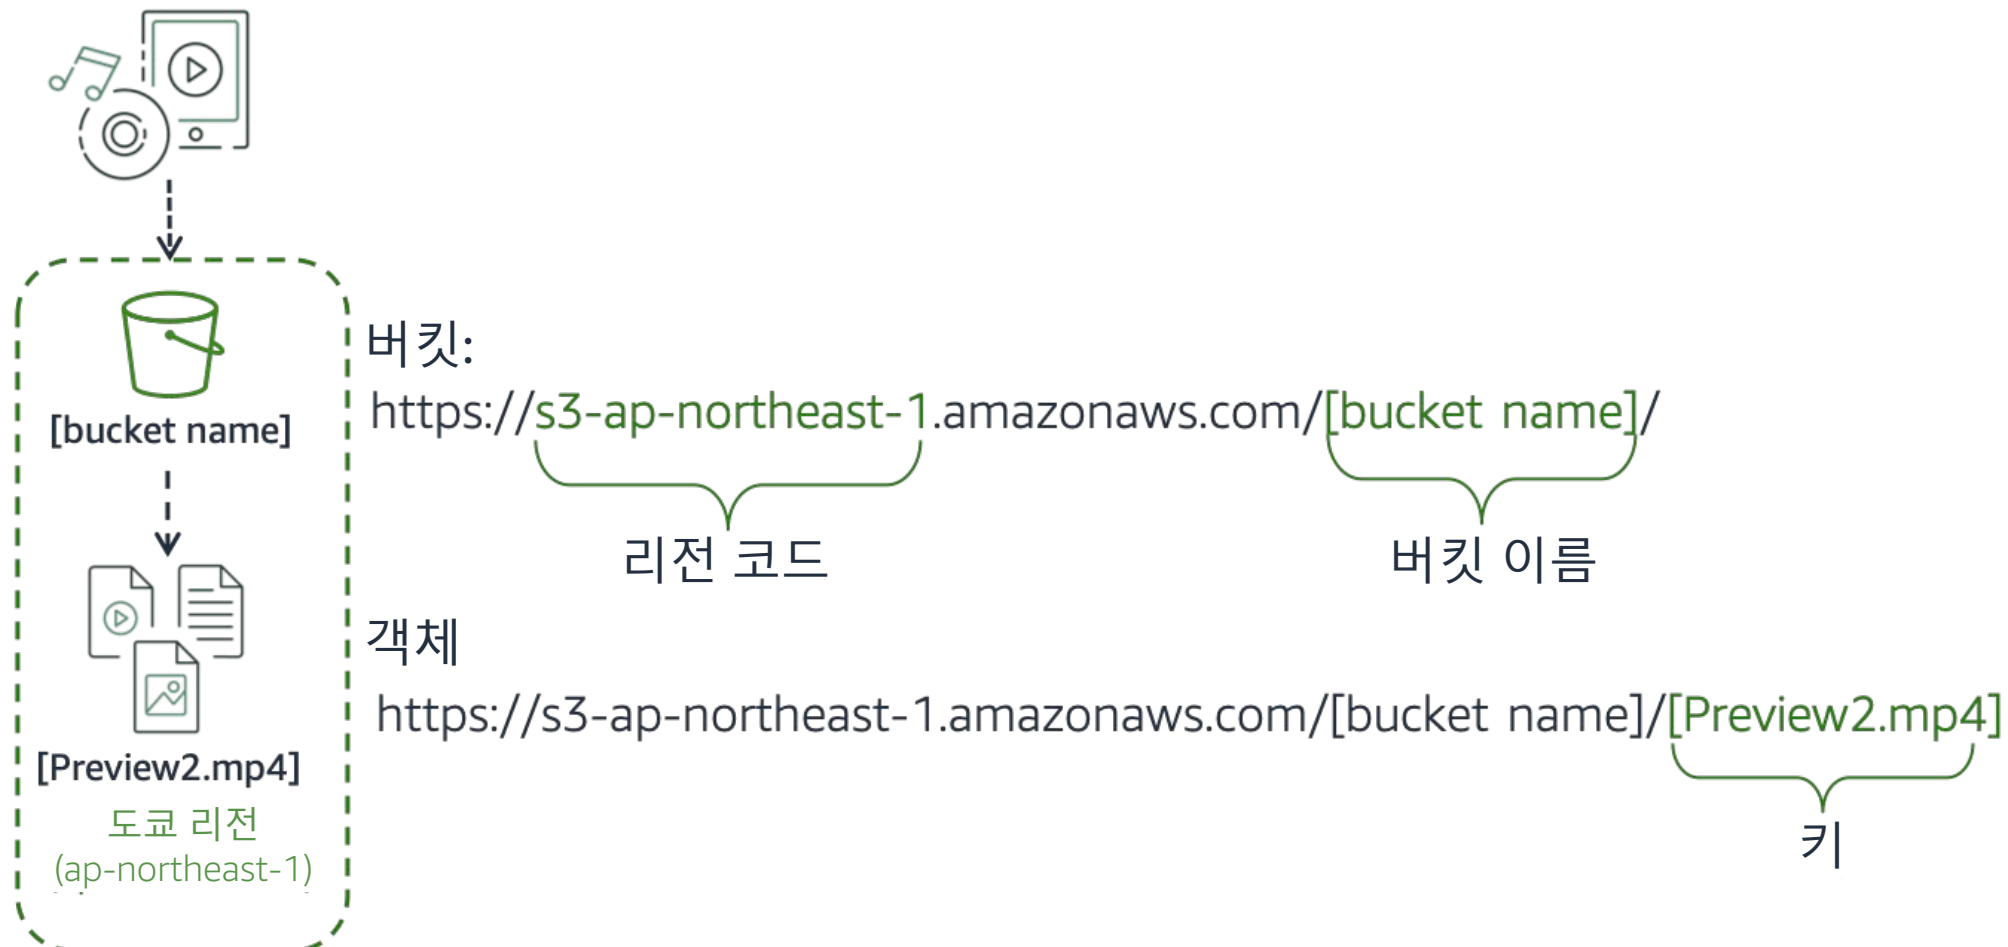 버킷:
[bucket name]
https://s3-ap-northeast-1.amazonaws.com/[bucket name]/
리전 코드
버킷 이름
객체
https://s3-ap-northeast-1.amazonaws.com/[bucket name]/[Preview2.mp4]
[Preview2.mp4]
도쿄 리전
(ap-northeast-1)
키